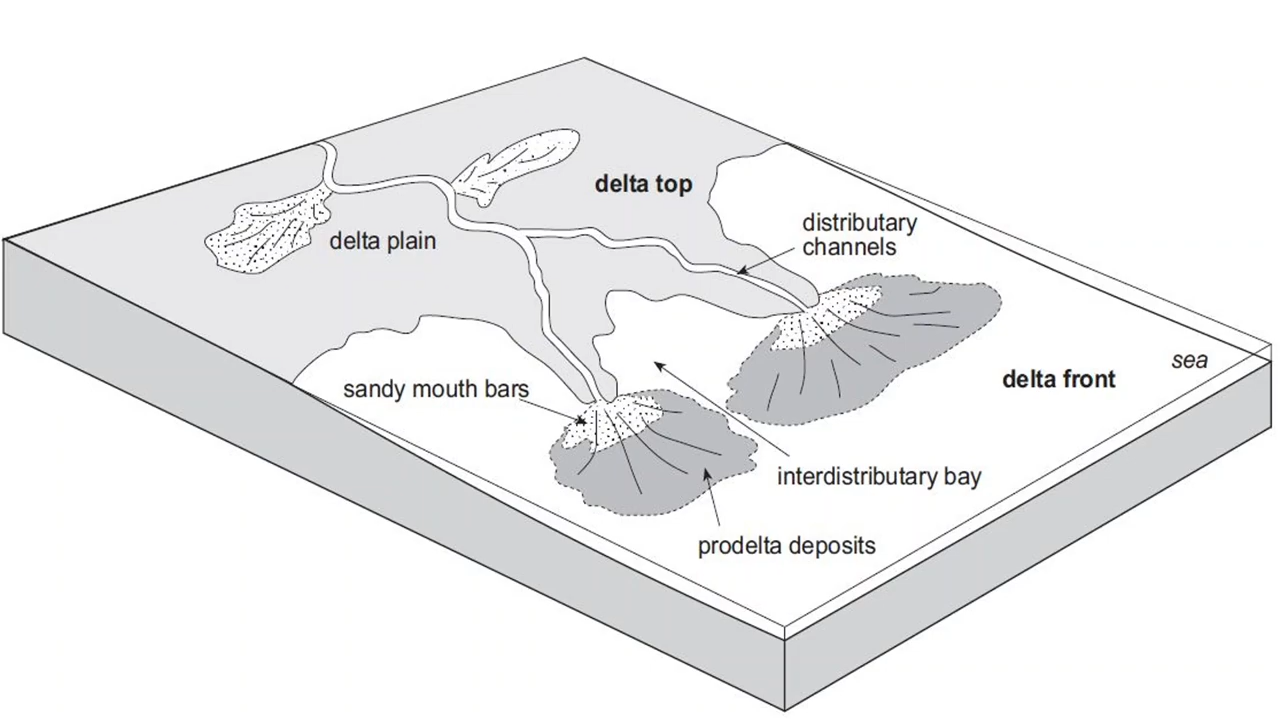 delta top
distributary
channels
delta plain
sea
delta front
sandy mouth bars
interdistributary bay
prodelta deposits